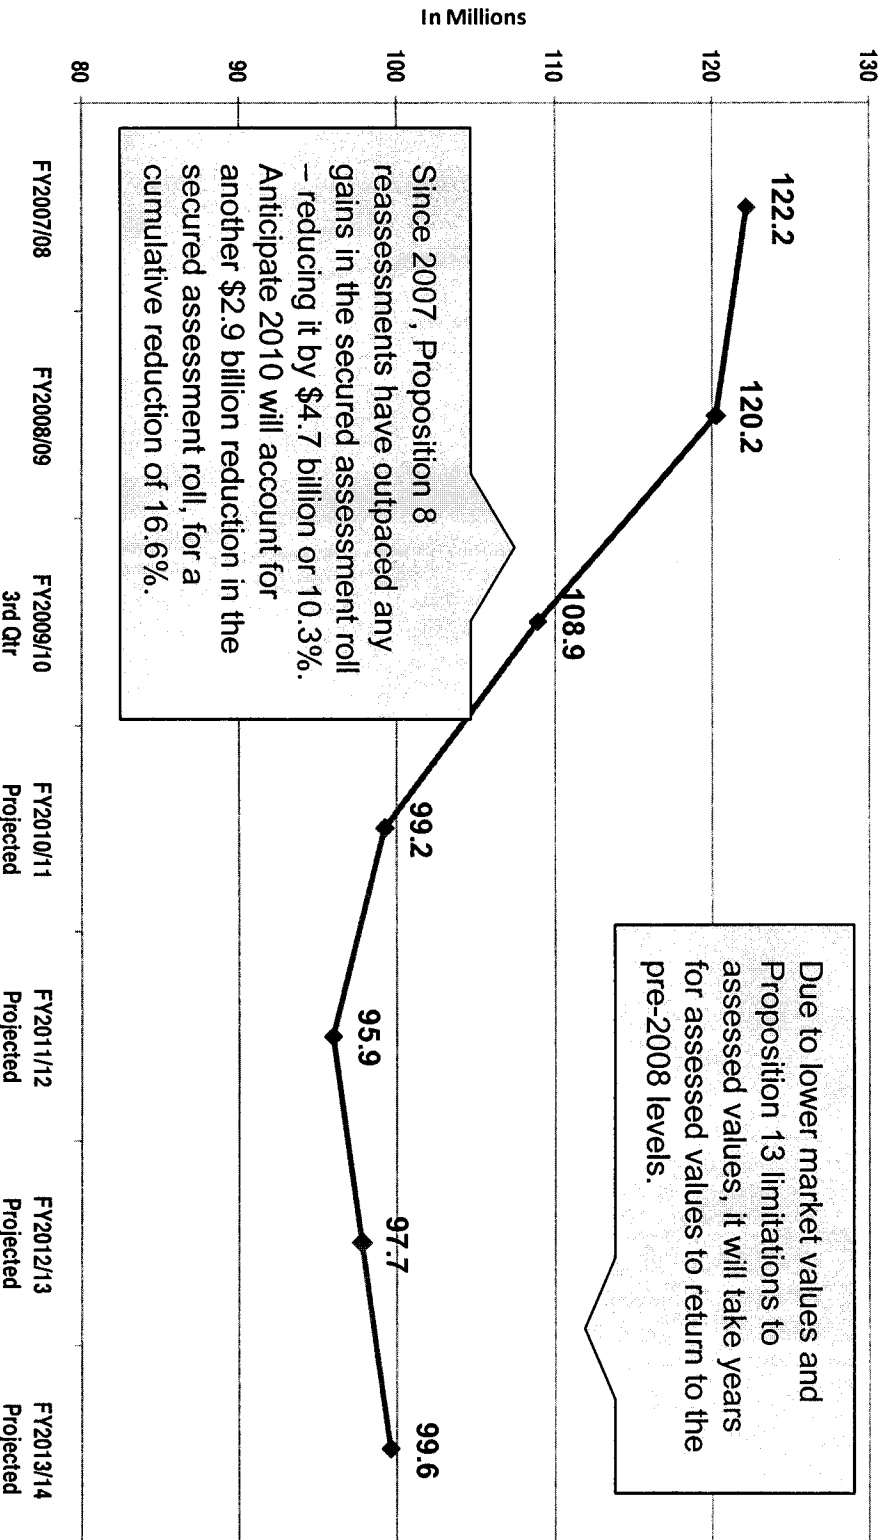 In Millions
130
120
110
100
90
80
122.2
120.2
108.9
99.2
95.9
97.7
99.6
Due to lower market values and
Proposition 13 limitations to
assessed values, it will take years
for assessed values to return to the
pre-2008 levels.
Since 2007, Proposition 8
reassessments have outpaced any
gains in the secured assessment roll
– reducing it by $4.7 billion or 10.3%.
Anticipate 2010 will account for
another $2.9 billion reduction in the
secured assessment roll, for a
cumulative reduction of 16.6%.
FY2007/08
FY2008/09
FY2009/10
3rd Qtr
FY2010/11
Projected
FY2011/12
Projected
FY2012/13
Projected
FY2013/14
Projected